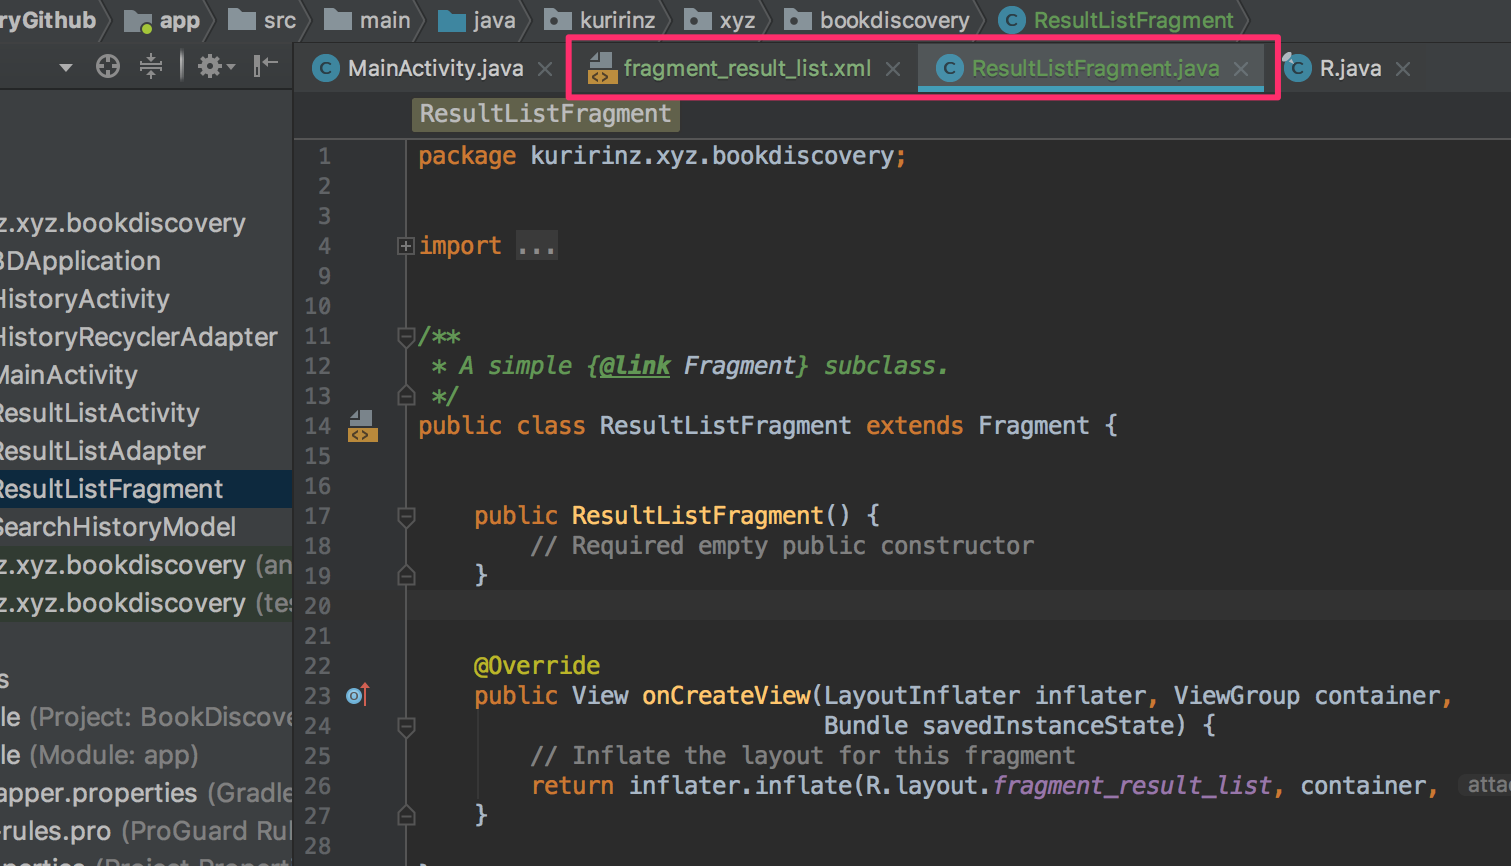 ryGithub app src main java kuririnz xyz bookdiscovery C ResultListFragment
C MainActivity.java × <> fragment_result_list.xml × C ResultListFragment.java × C R.java ×
ResultListFragment
z.xyz.bookdiscovery
BDApplication
HistoryActivity
HistoryRecyclerAdapter
MainActivity
ResultListActivity
ResultListAdapter
ResultListFragment
SearchHistoryModel
z.xyz.bookdiscovery (an
z.xyz.bookdiscovery (tes
s
le (Project: BookDiscove
le (Module: app)
apper.properties (Gradle
-rules.pro (ProGuard Rul
operties (Project Properti
1 package kuririnz.xyz.bookdiscovery;
2
3
4 import ...
9
10
11 /**
12 * A simple {@link Fragment} subclass.
13 */
14 public class ResultListFragment extends Fragment {
15
16
17 public ResultListFragment() {
18 // Required empty public constructor
19 }
20
21
22 @Override
23 public View onCreateView(LayoutInflater inflater, ViewGroup container,
24 Bundle savedInstanceState) {
25 // Inflate the layout for this fragment
26 return inflater.inflate(R.layout.fragment_result_list, container, attac
27 }
28